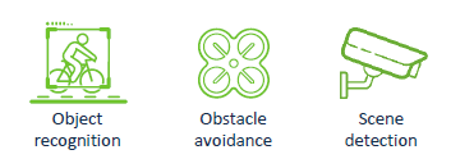 Object
recognition
Obstacle
avoidance
Scene
detection